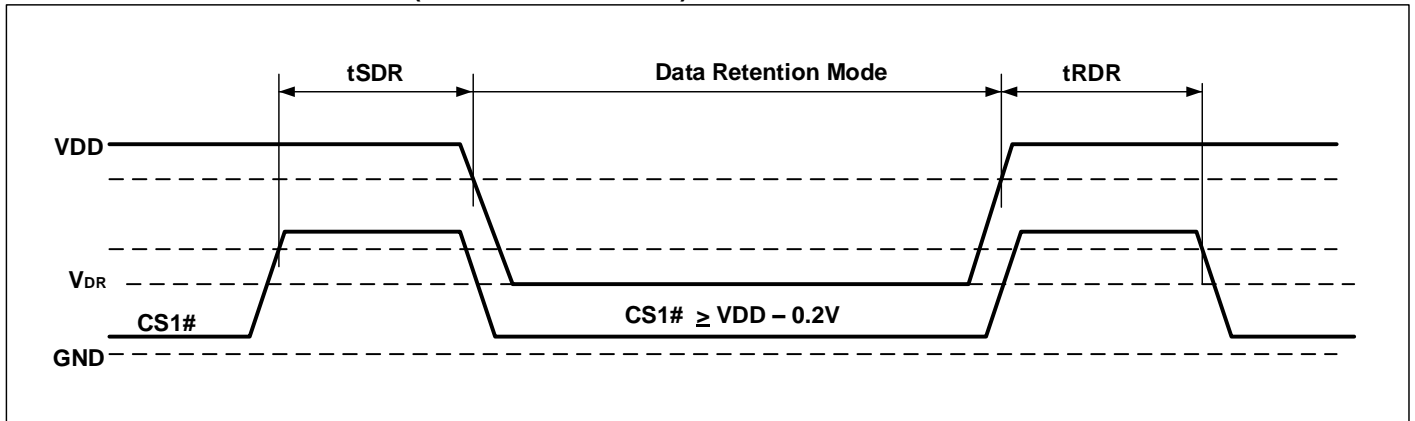 tSDR Data Retention Mode tRDR
VDD
VDR
CS1# CS1# ≥ VDD – 0.2V
GND